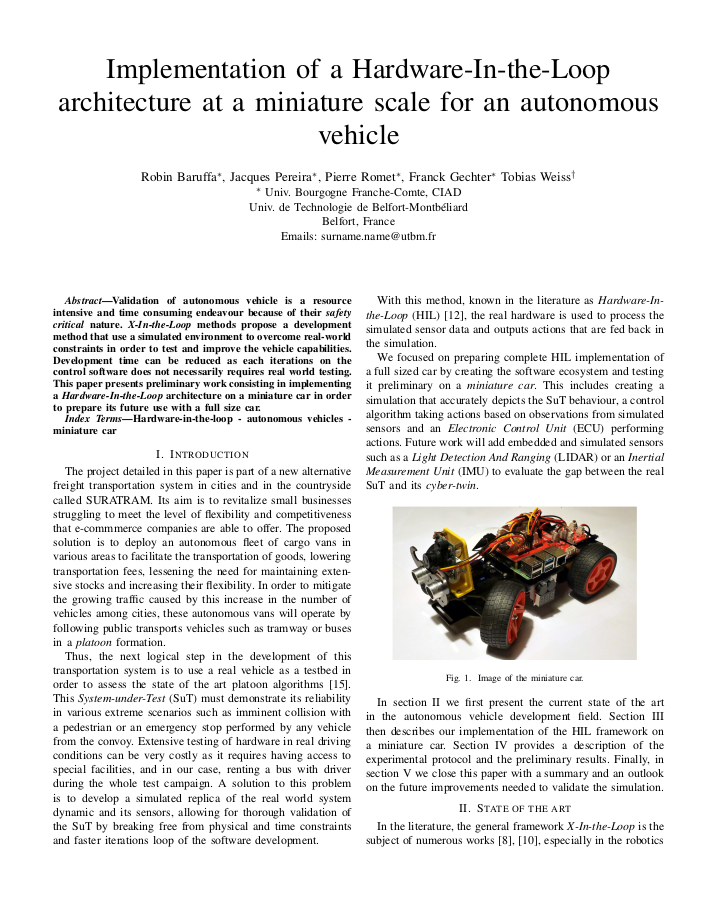 Implementation of a Hardware-In-the-Loop
architecture at a miniature scale for an autonomous
vehicle
Robin Baruffa*, Jacques Pereira*, Pierre Romet*, Franck Gechter* Tobias Weiss†
* Univ. Bourgogne Franche-Comte, CIAD
Univ. de Technologie de Belfort-Montbéliard
Belfort, France
Emails: surname.name@utbm.fr
Abstract—Validation of autonomous vehicle is a resource
intensive and time consuming endeavour because of their safety
critical nature. X-In-the-Loop methods propose a development
method that use a simulated environment to overcome real-world
constraints in order to test and improve the vehicle capabilities.
Development time can be reduced as each iterations on the
control software does not necessarily requires real world testing.
This paper presents preliminary work consisting in implementing
a Hardware-In-the-Loop architecture on a miniature car in order
to prepare its future use with a full size car.
Index Terms—Hardware-in-the-loop - autonomous vehicles -
miniature car
I. INTRODUCTION
The project detailed in this paper is part of a new alternative
freight transportation system in cities and in the countryside
called SURATRAM. Its aim is to revitalize small businesses
struggling to meet the level of flexibility and competitiveness
that e-commmerce companies are able to offer. The proposed
solution is to deploy an autonomous fleet of cargo vans in
various areas to facilitate the transportation of goods, lowering
transportation fees, lessening the need for maintaining exten-
sive stocks and increasing their flexibility. In order to mitigate
the growing traffic caused by this increase in the number of
vehicles among cities, these autonomous vans will operate by
following public transports vehicles such as tramway or buses
in a platoon formation.
Thus, the next logical step in the development of this
transportation system is to use a real vehicle as a testbed in
order to assess the state of the art platoon algorithms [15].
This System-under-Test (SuT) must demonstrate its reliability
in various extreme scenarios such as imminent collision with
a pedestrian or an emergency stop performed by any vehicle
from the convoy. Extensive testing of hardware in real driving
conditions can be very costly as it requires having access to
special facilities, and in our case, renting a bus with driver
during the whole test campaign. A solution to this problem
is to develop a simulated replica of the real world system
dynamic and its sensors, allowing for thorough validation of
the SuT by breaking free from physical and time constraints
and faster iterations loop of the software development.
With this method, known in the literature as Hardware-In-
the-Loop (HIL) [12], the real hardware is used to process the
simulated sensor data and outputs actions that are fed back in
the simulation.
We focused on preparing complete HIL implementation of
a full sized car by creating the software ecosystem and testing
it preliminary on a miniature car. This includes creating a
simulation that accurately depicts the SuT behaviour, a control
algorithm taking actions based on observations from simulated
sensors and an Electronic Control Unit (ECU) performing
actions. Future work will add embedded and simulated sensors
such as a Light Detection And Ranging (LIDAR) or an Inertial
Measurement Unit (IMU) to evaluate the gap between the real
SuT and its cyber-twin.
Fig. 1. Image of the miniature car.
In section II we first present the current state of the art
in the autonomous vehicle development field. Section III
then describes our implementation of the HIL framework on
a miniature car. Section IV provides a description of the
experimental protocol and the preliminary results. Finally, in
section V we close this paper with a summary and an outlook
on the future improvements needed to validate the simulation.
II. STATE OF THE ART
In the literature, the general framework X-In-the-Loop is the
subject of numerous works [8], [10], especially in the robotics